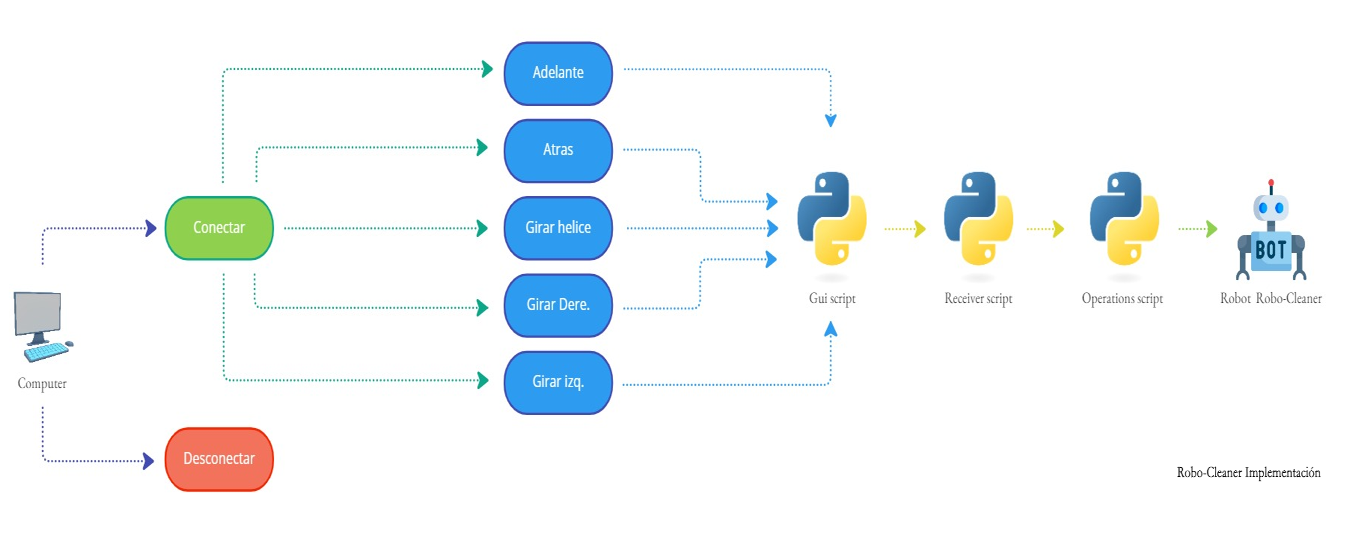 Adelante
Atras
Conectar
Girar helice
Girar Dere.
Girar izq.
Computer
Desconectar
Gui script
Receiver script
Operations script
BOT
Robot Robo-Cleaner
Robo-Cleaner Implementación